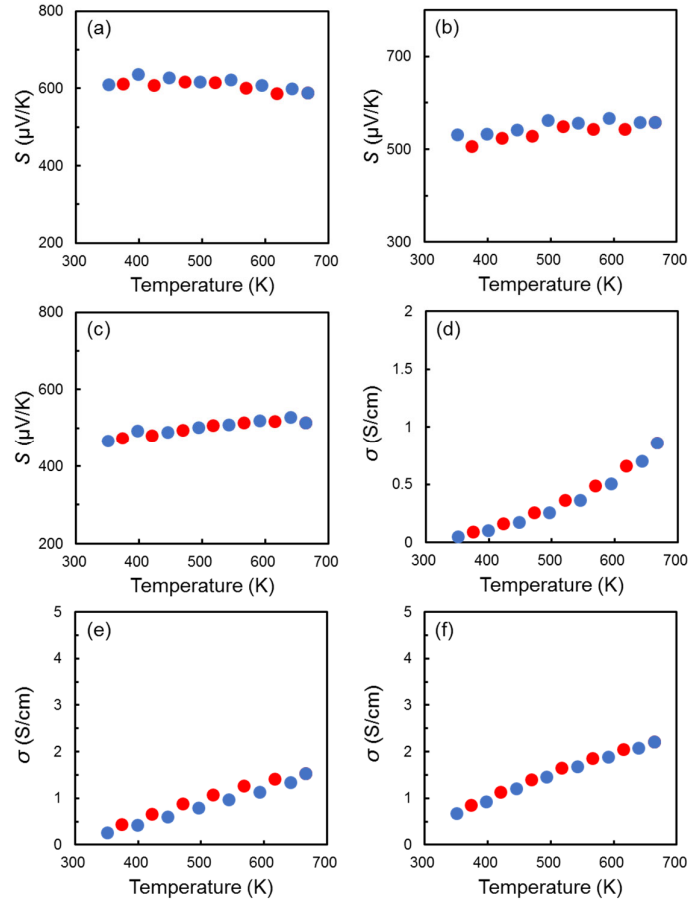 (a)
800
600
400
200
S (μV/K)
300 400 500 600 700
Temperature (K)
(b)
700
500
300
S (μV/K)
300 400 500 600 700
Temperature (K)
(c)
800
600
400
200
S (μV/K)
300 400 500 600 700
Temperature (K)
(d)
2
1.5
1
0.5
0
σ (S/cm)
300 400 500 600 700
Temperature (K)
(e)
5
4
3
2
1
0
σ (S/cm)
300 400 500 600 700
Temperature (K)
(f)
5
4
3
2
1
0
σ (S/cm)
300 400 500 600 700
Temperature (K)